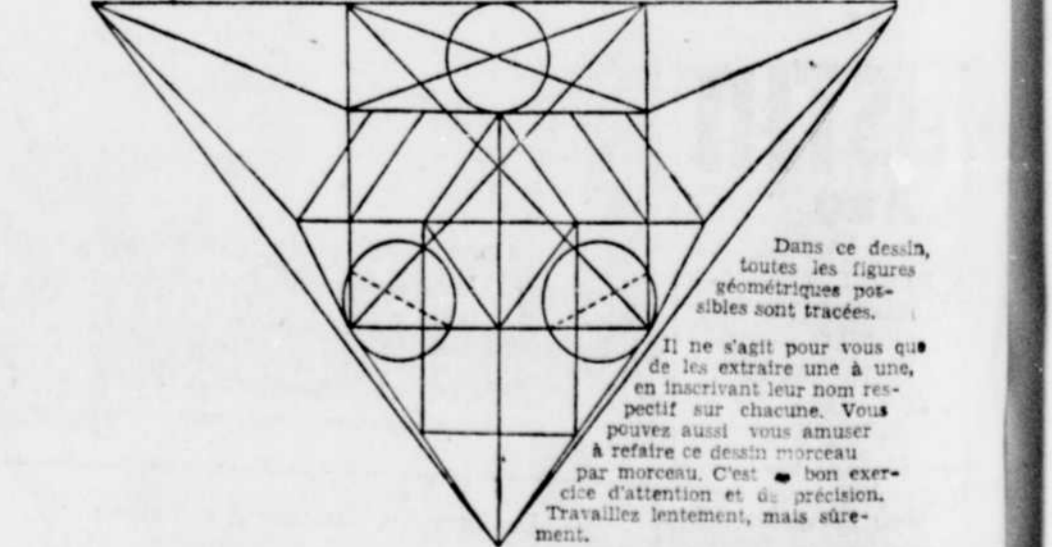 Dans ce dessin,
toutes les figures
géométriques pos-
sibles sont tracées.
Il ne s'agit pour vous que
de les extraire une à une,
en inscrivant leur nom res-
pectif sur chacune. Vous
pouvez aussi vous amuser
à refaire ce dessin morceau
par morceau. C'est bon exer-
cice d'attention et de précision.
Travaillez lentement, mais sûre-
ment.